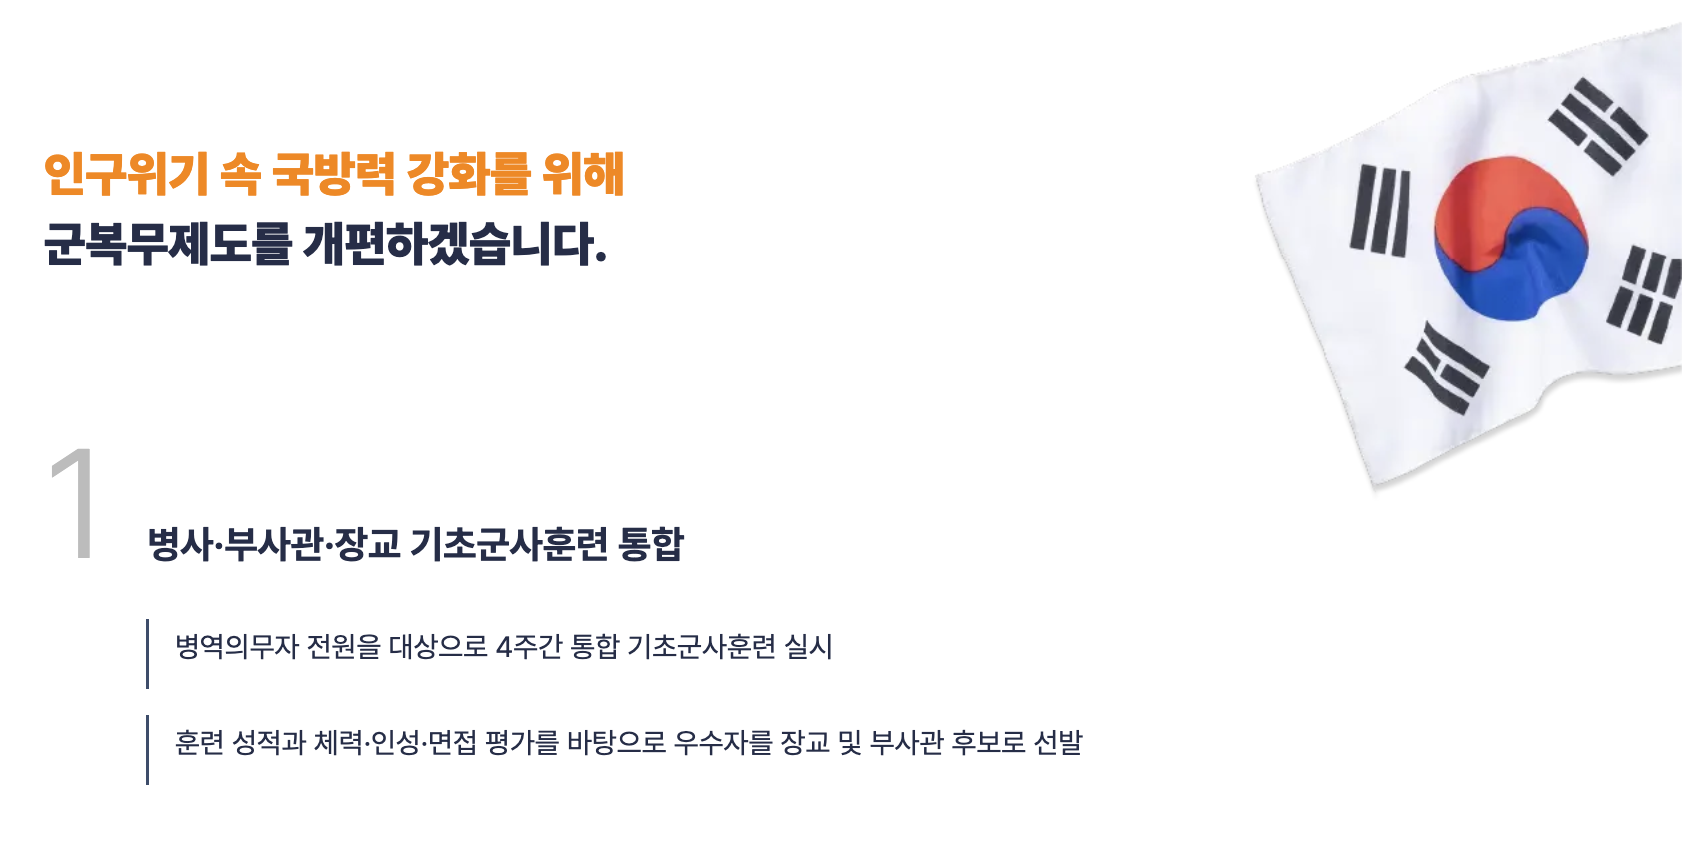 인구위기 속 국방력 강화를 위해
군복무제도를 개편하겠습니다.
1
병사·부사관·장교 기초군사훈련 통합
병역의무자 전원을 대상으로 4주간 통합 기초군사훈련 실시
훈련 성적과 체력·인성·면접 평가를 바탕으로 우수자를 장교 및 부사관 후보로 선발